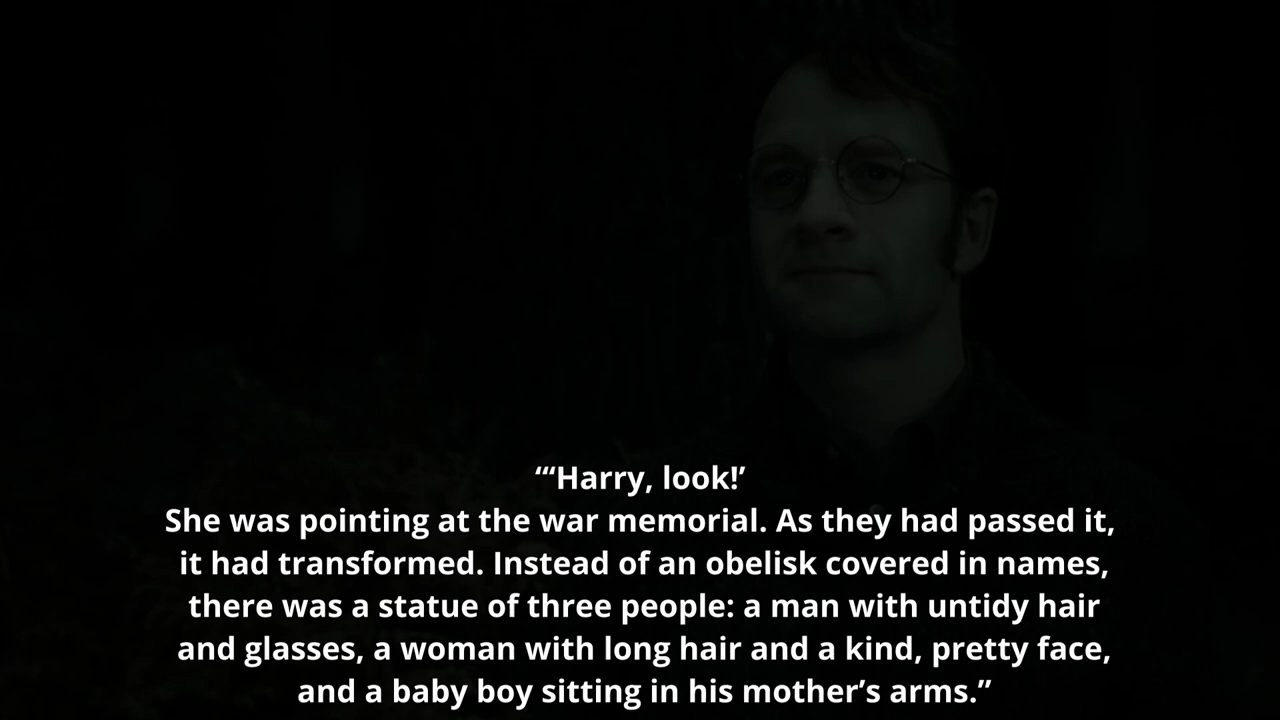 “‘Harry, look!’
She was pointing at the war memorial. As they had passed it,
it had transformed. Instead of an obelisk covered in names,
there was a statue of three people: a man with untidy hair
and glasses, a woman with long hair and a kind, pretty face,
and a baby boy sitting in his mother’s arms.”